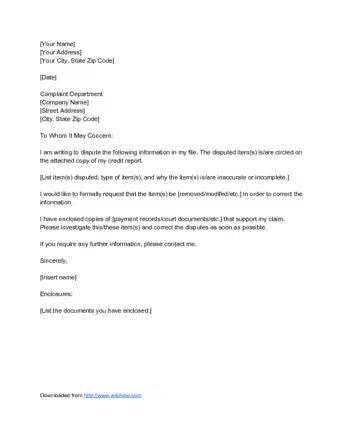 [Your Name]
[Your Address]
[Your City, State Zip Code]
[Date]
Complaint Department
[Company Name]
[Street Address]
[City, State Zip Code]
To Whom It May Concern:
I am writing to dispute the following information in my file. The disputed item(s) is/are circled on
the attached copy of my credit report.
[List item(s) disputed, type of item(s), and why the item(s) is/are inaccurate or incomplete.]
I would like to formally request that the item(s) be [removed/modifed/etc.] in order to correct the
information.
I have enclosed copies of [payment records/court documents/etc.] that support my claim.
Please investigate this/these item(s) and correct the disputes as soon as possible.
If you require any further information, please contact me.
Sincerely,
[Insert name]
Enclosures:
[List the documents you have enclosed.]
Downloaded from http://www.wikihow.com